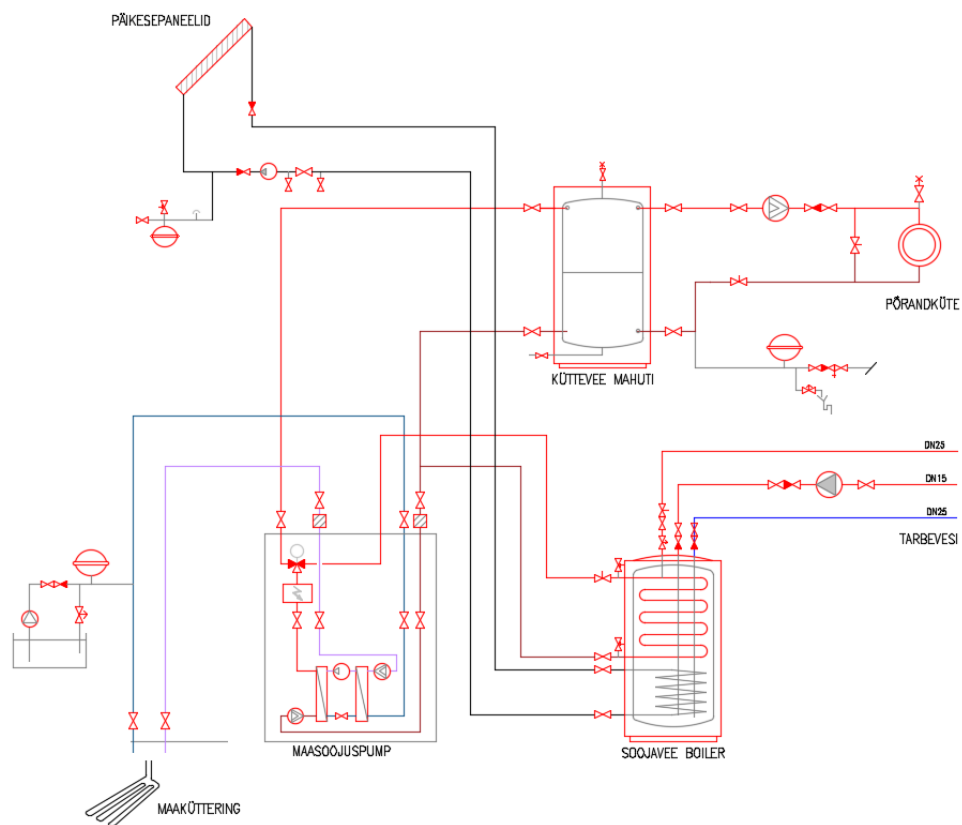 PÄIKESEPANEELID
PÕRANDKÜTE
KÜTTEVEE MAHUTI
DN25
DN15
DN25
TARBEVESI
MAASOOJUSPUMP
SOOJAVEE BOILER
MAAKÜTTERING